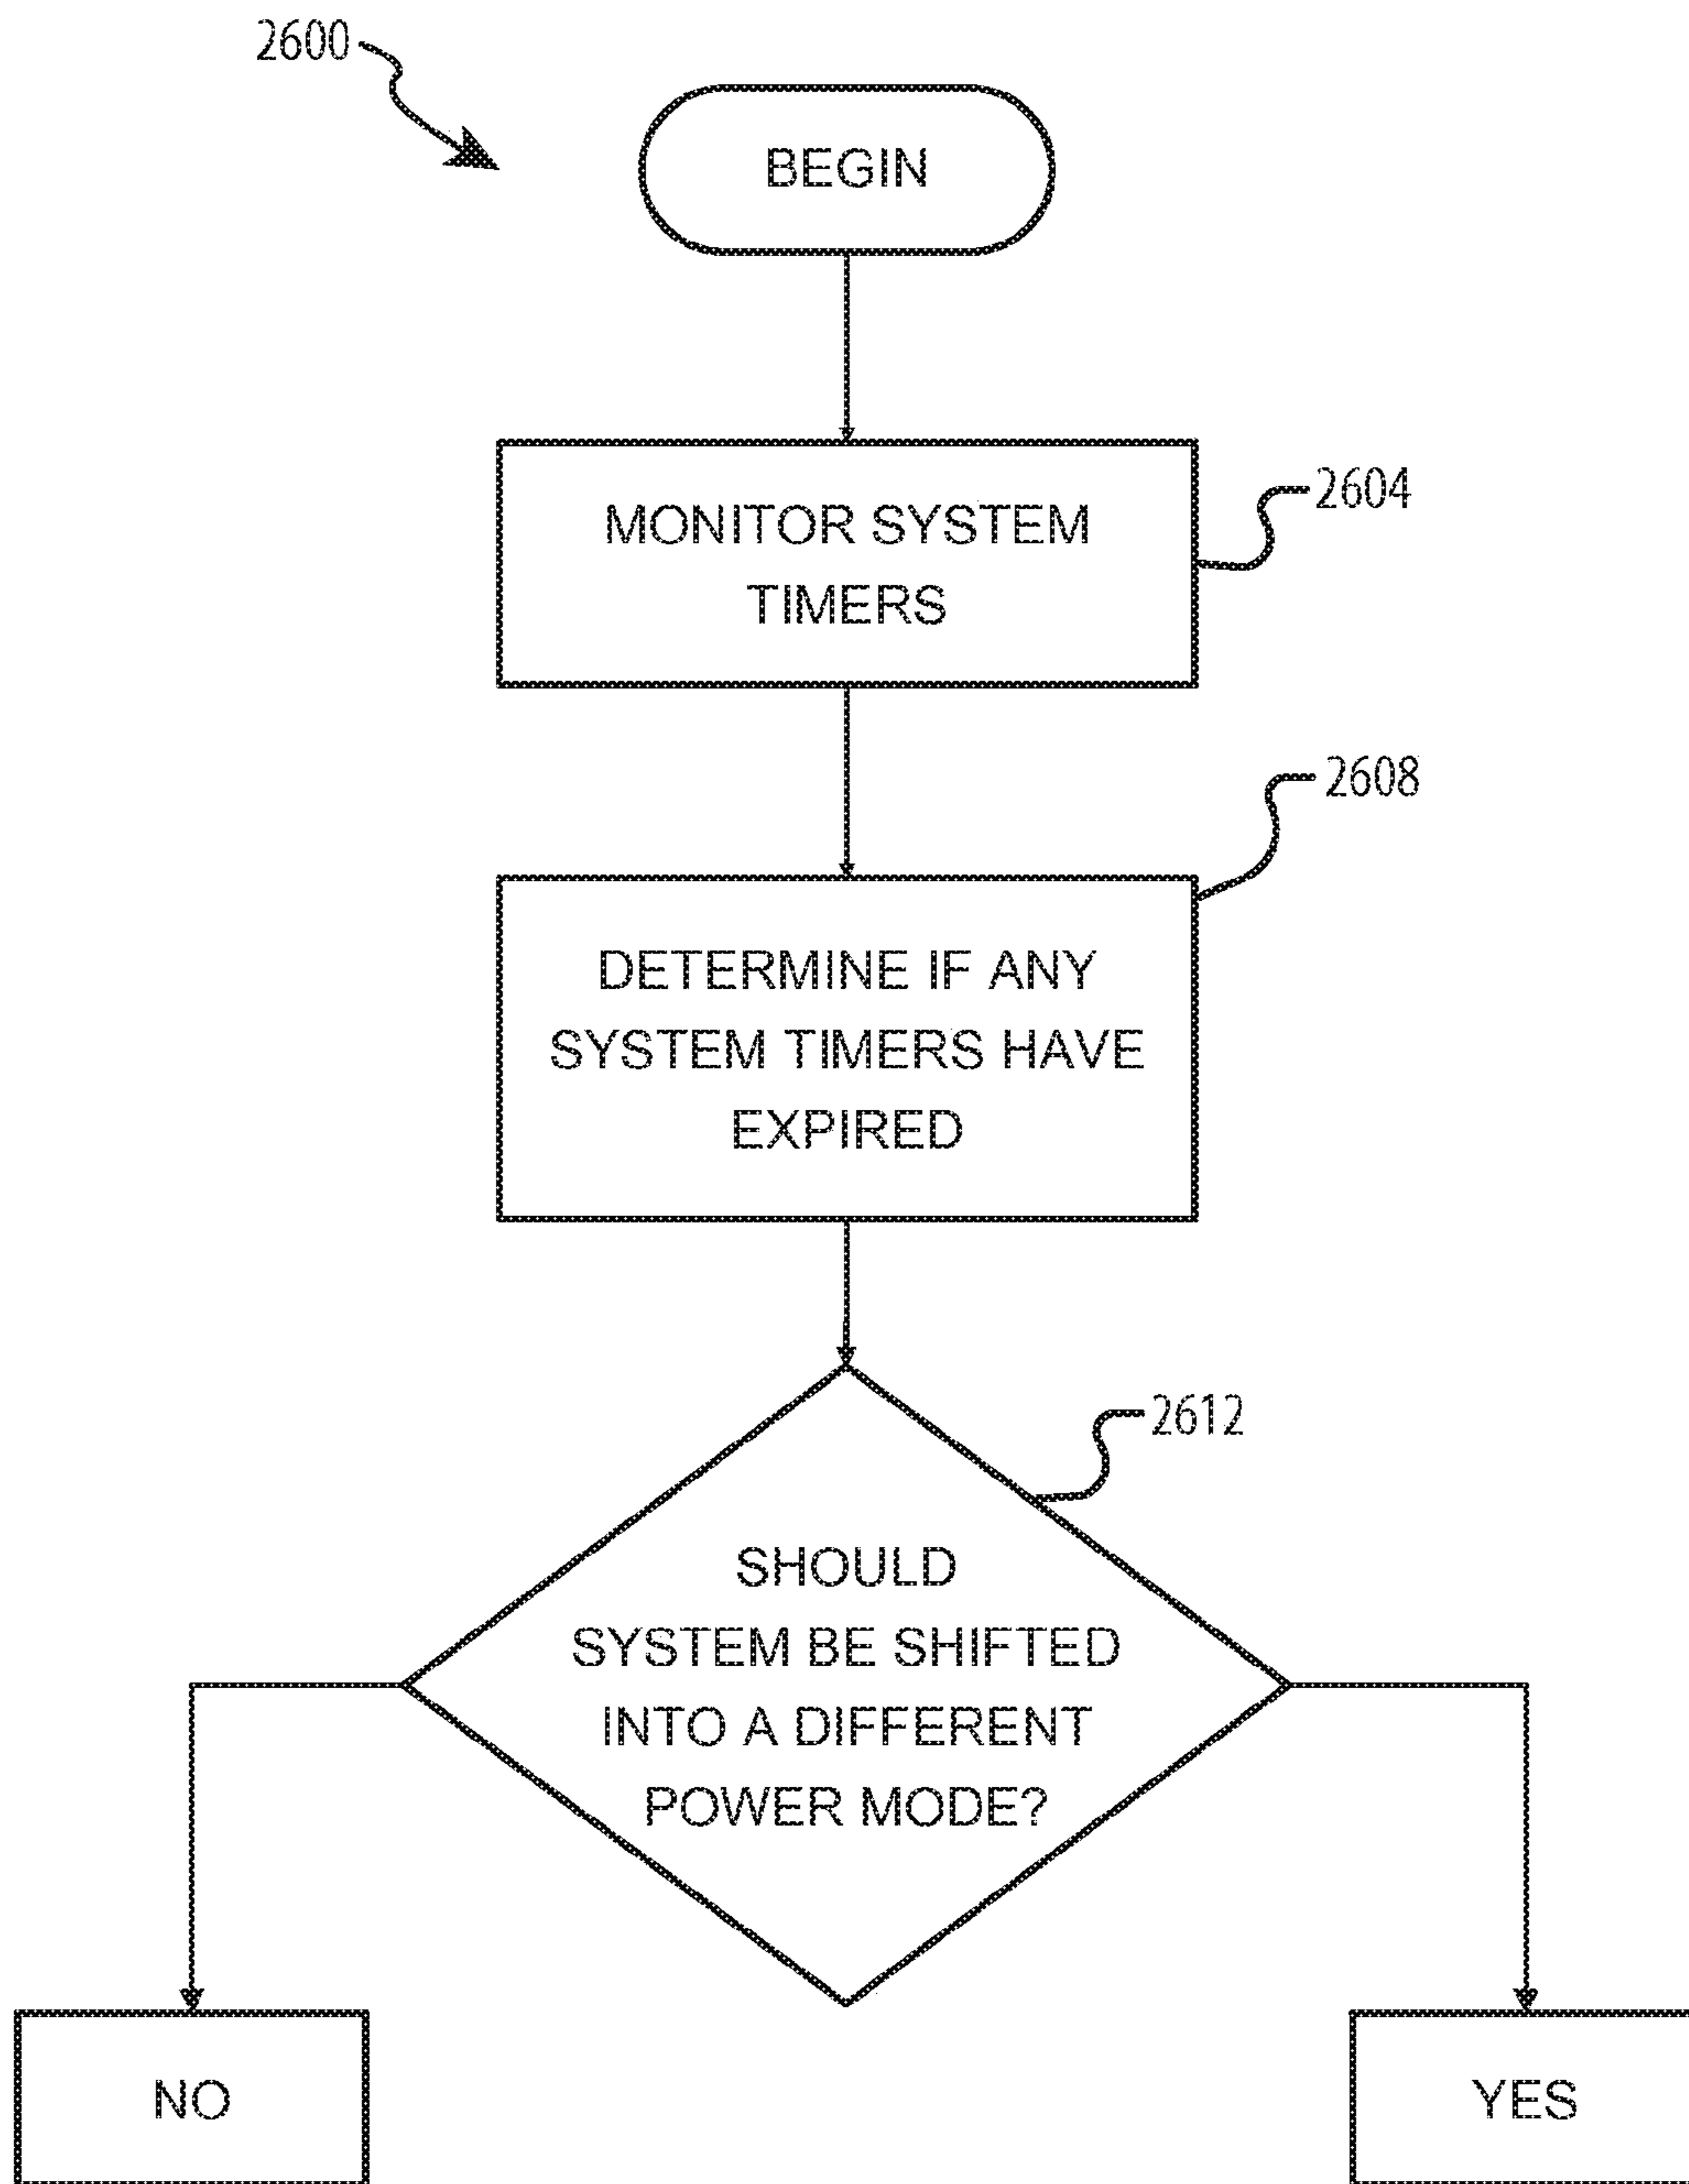 2600
BEGIN
MONITOR SYSTEM
TIMERS
2604
2608
DETERMINE IF ANY
SYSTEM TIMERS HAVE
EXPIRED
2612
SHOULD
SYSTEM BE SHIFTED
INTO A DIFFERENT
POWER MODE?
NO
YES